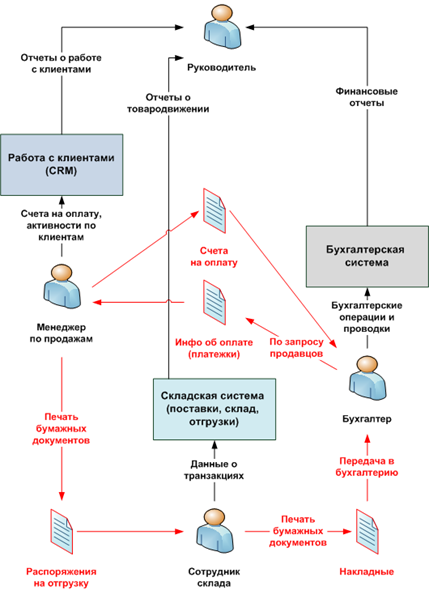 Руководитель
Отчеты о работе
с клиентами
Отчеты о
товародвижении
Финансовые
отчеты
Работа с клиентами
(CRM)
Счета на оплату,
активности по
клиентам
Счета
на оплату
Бухгалтерская
система
Менеджер
по продажам
Инфо об оплате
(платежки)
По запросу
продавцов
Бухгалтерские
операции и
проводки
Бухгалтер
Складская система
(поставки, склад,
отгрузки)
Печать
бумажных
документов
Данные о
транзакциях
Передача в
бухгалтерию
Печать
бумажных
документов
Распоряжения
на отгрузку
Сотрудник
склада
Накладные